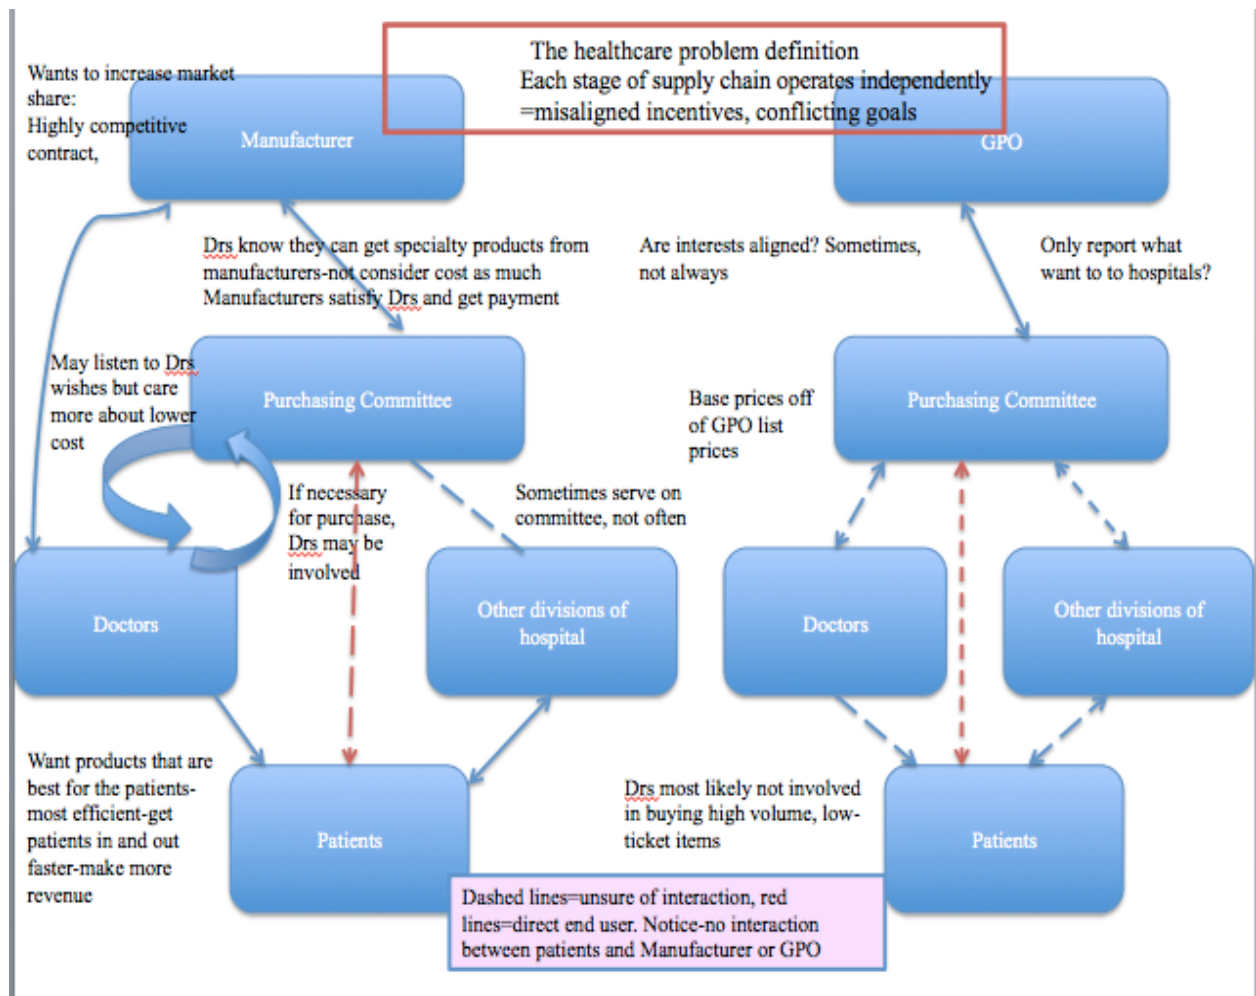 The healthcare problem definition
Each stage of supply chain operates independently
=misaligned incentives, conflicting goals
Wants to increase market
share:
Highly competitive
contract,
Manufacturer
GPO
Drs know they can get specialty products from
manufacturers-not consider cost as much
Manufacturers satisfy Drs and get payment
Are interests aligned? Sometimes,
not always
Only report what
want to to hospitals?
May listen to Drs
wishes but care
more about lower
cost
Purchasing Committee
Base prices off
of GPO list
prices
Purchasing Committee
If necessary
for purchase,
Drs may be
involved
Sometimes serve on
committee, not often
Doctors
Other divisions of
hospital
Doctors
Other divisions of
hospital
Want products that are
best for the patients-
most efficient-get
patients in and out
faster-make more
revenue
Patients
Drs most likely not involved
in buying high volume, low-
ticket items
Patients
Dashed lines=unsure of interaction, red
lines=direct end user. Notice-no interaction
between patients and Manufacturer or GPO